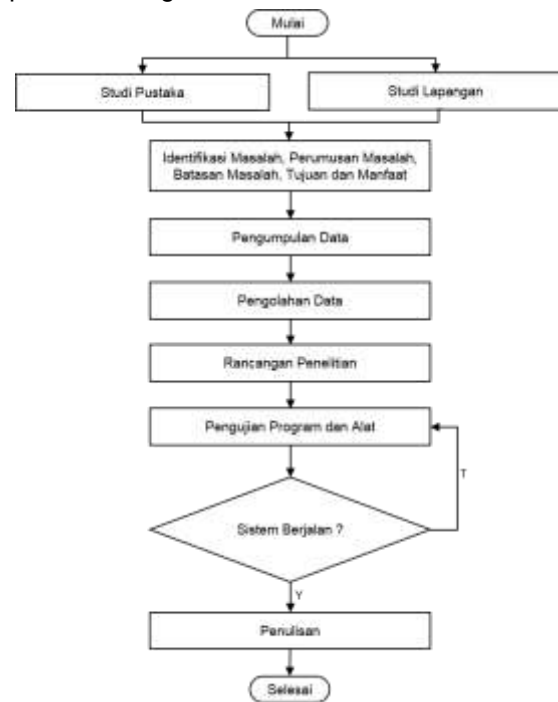 Mulai
Studi Pustaka
Studi Lapangan
Identifikasi Masalah, Perumusan Masalah,
Batasan Masalah, Tujuan dan Manfaat
Pengumpulan Data
Pengolahan Data
Rancangan Penelitian
Pengujian Program dan Alat
T
Sistem Berjalan ?
Y
Penulisan
Selesai